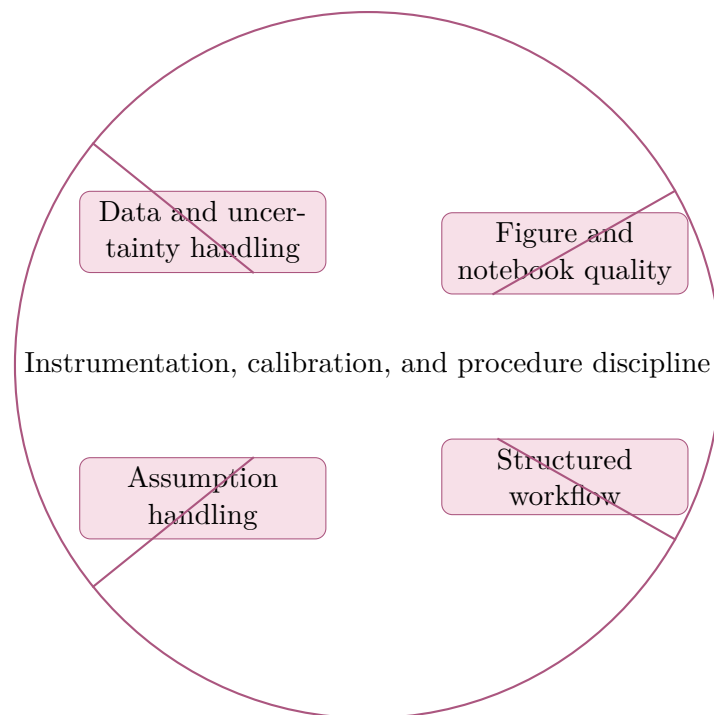 Data and uncer-
tainty handling
Figure and
notebook quality
Instrumentation, calibration, and procedure discipline
Assumption
handling
Structured
workflow